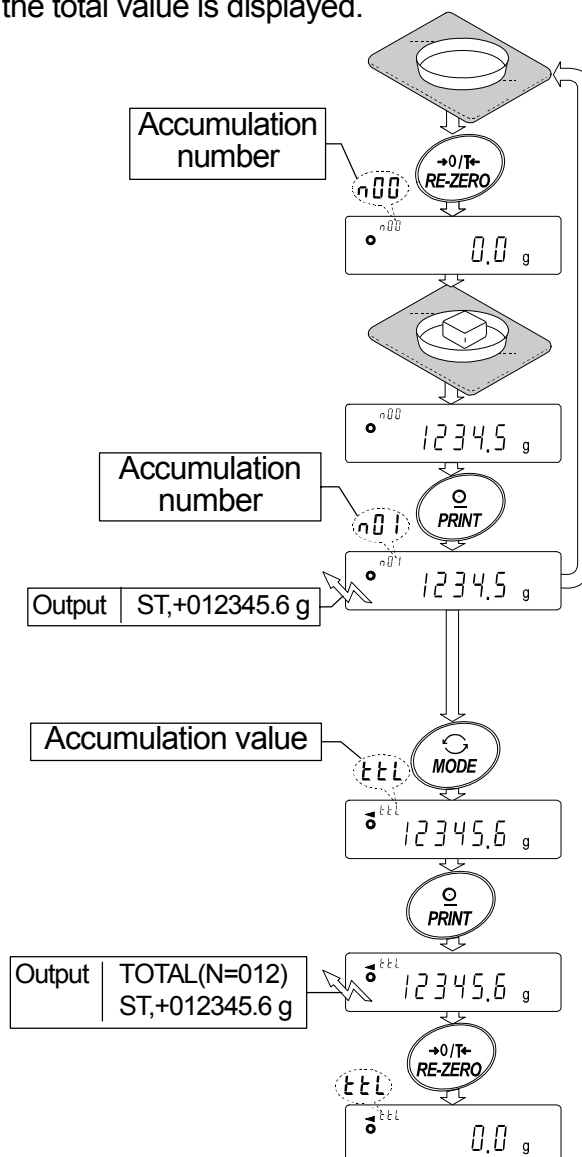 the total value is displayed.
Accumulation
number
→0/T←
RE-ZERO
n00
n00
0.0 g
n00
1234.5 g
Accumulation
number
PRINT
n01
n01
1234.5 g
Output ST,+012345.6 g
Accumulation value
MODE
ttL
ttL
12345.6 g
PRINT
Output TOTAL(N=012)
ST,+012345.6 g
ttL
12345.6 g
→0/T←
RE-ZERO
ttL
ttL
0.0 g